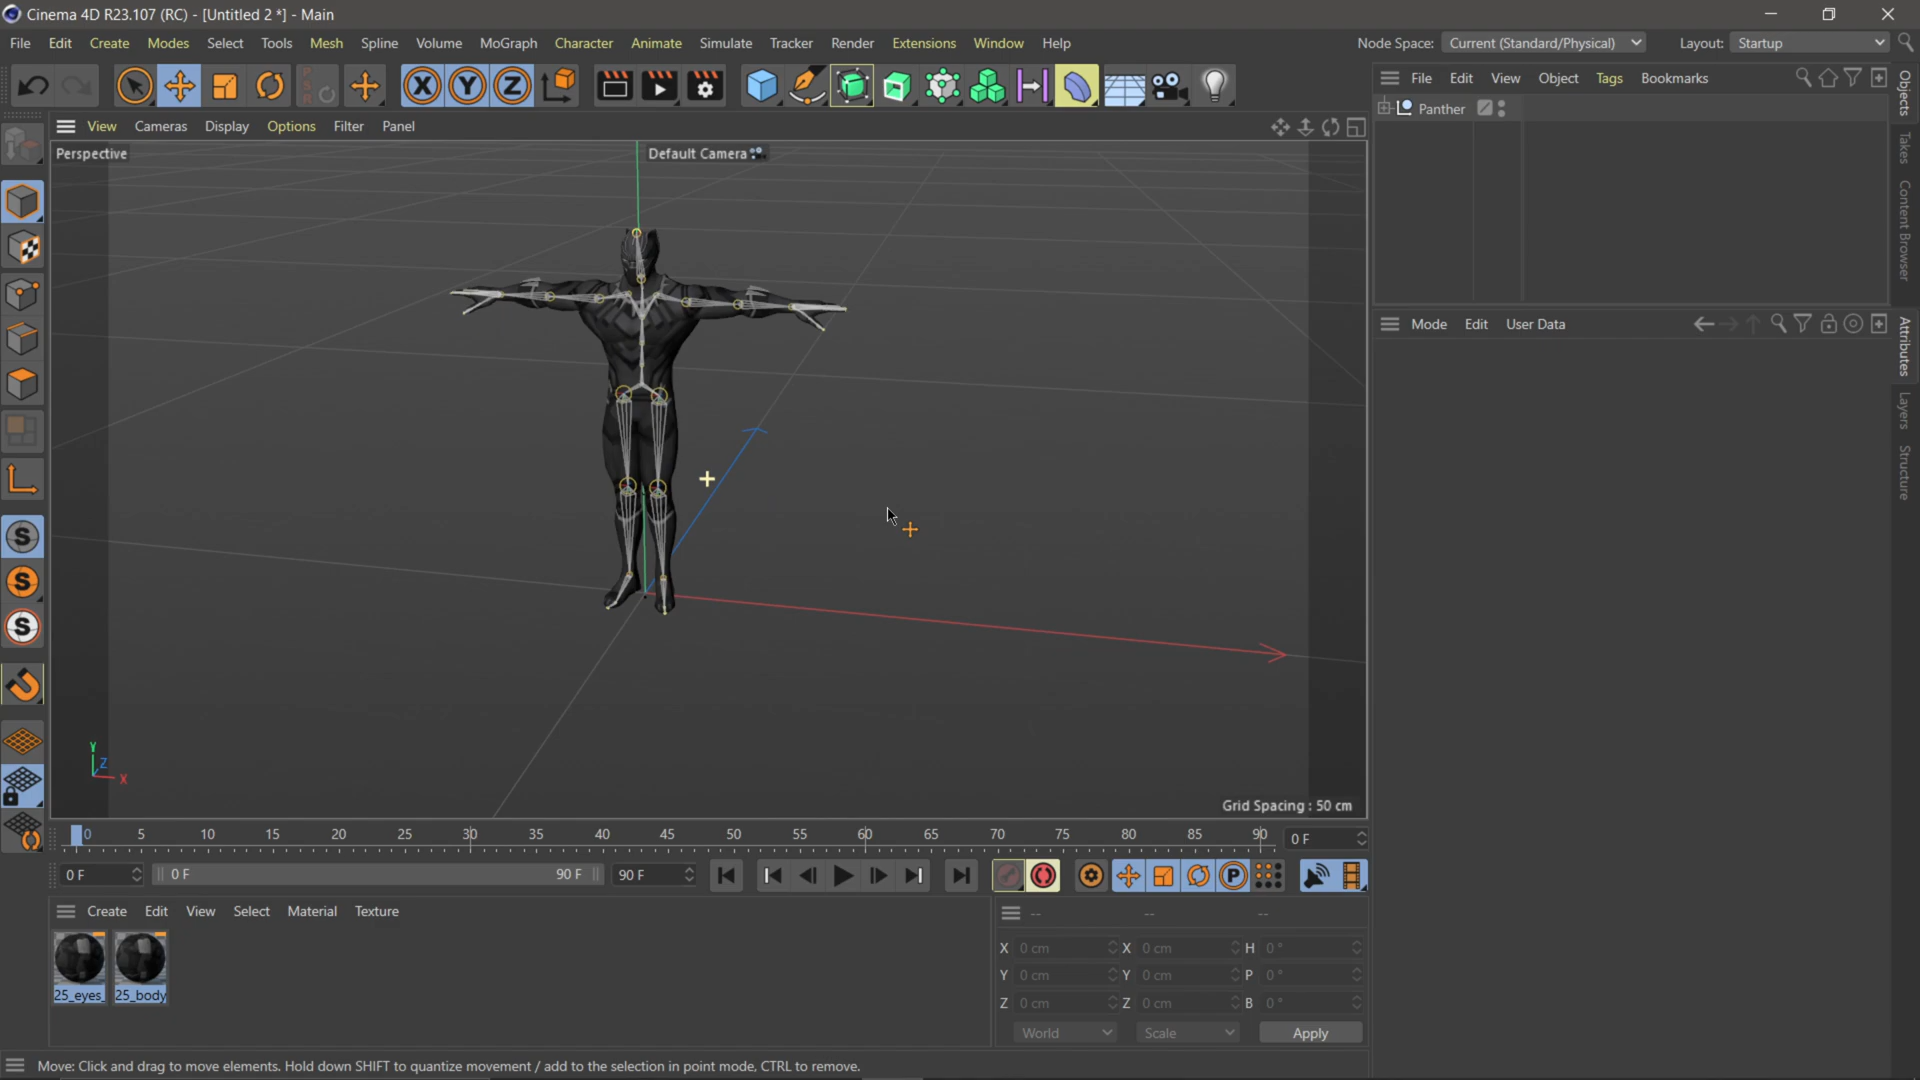 Cinema 4D R23.107 (RC) - [Untitled 2 *] - Main
File Edit Create Modes Select Tools Mesh Spline Volume MoGraph Character Animate Simulate Tracker Render Extensions Window Help
Node Space: Current (Standard/Physical) Layout: Startup
File Edit View Object Tags Bookmarks
Panther
View Cameras Display Options Filter Panel
Perspective
Default Camera
Grid Spacing : 50 cm
Y
Z
X
Objects
Takes
Content Browser
Mode Edit User Data
Attributes
Layers
Structure
0 5 10 15 20 25 30 35 40 45 50 55 60 65 70 75 80 85 90 0 F
0 F 0 F 90 F 90 F
Create Edit View Select Material Texture
25_eyes_ 25_body
-- -- --
X 0 cm X 0 cm H 0 °
Y 0 cm Y 0 cm P 0 °
Z 0 cm Z 0 cm B 0 °
World Scale Apply
Move: Click and drag to move elements. Hold down SHIFT to quantize movement / add to the selection in point mode, CTRL to remove.